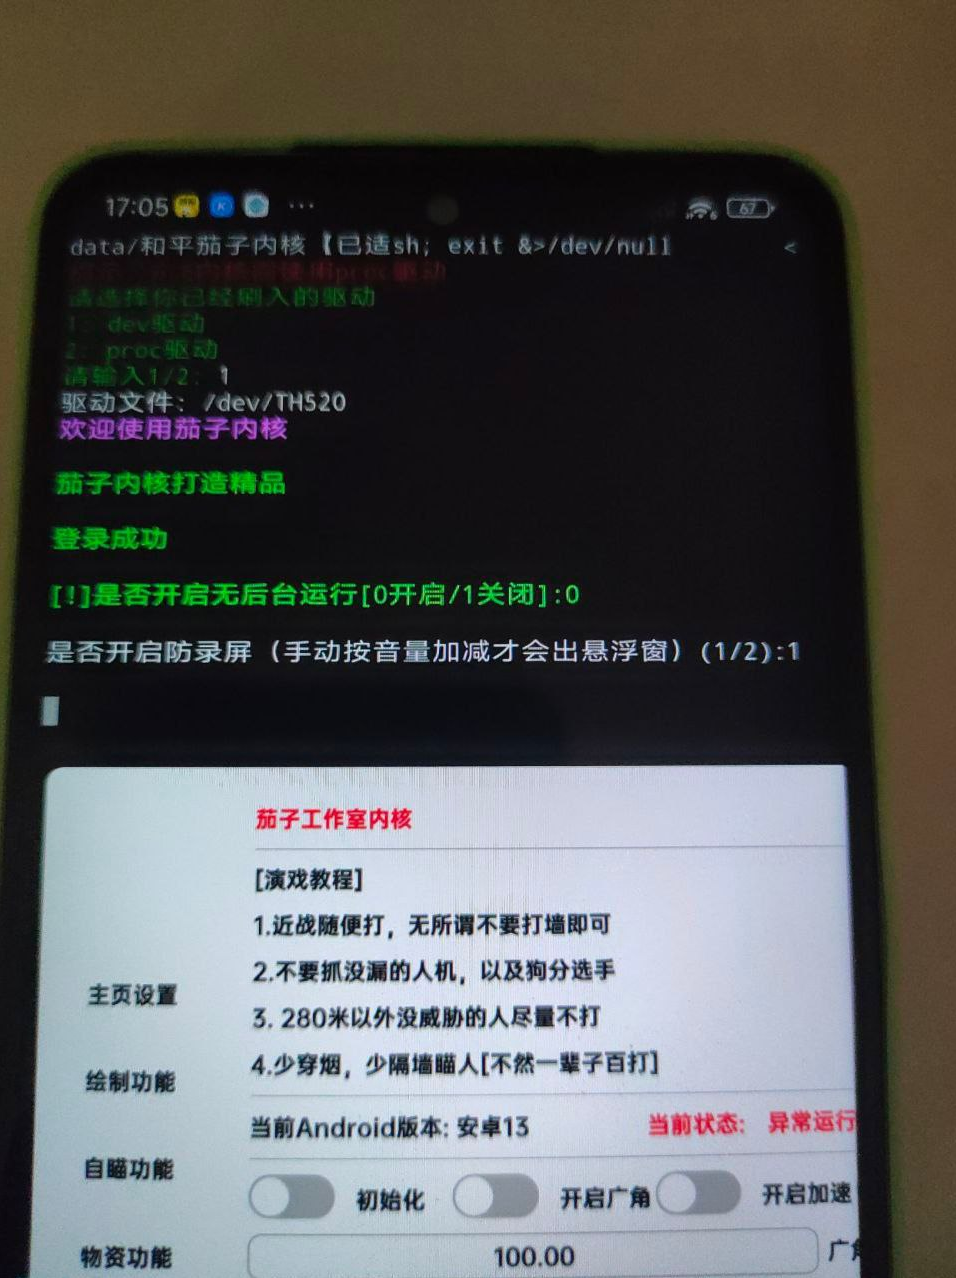 17:05 67
data/和平茄子内核【已适sh; exit &>/dev/null <
使用proc驱动
请选择你已经刷入的驱动
1: dev驱动
2: proc驱动
请输入1/2: 1
驱动文件: /dev/TH520
欢迎使用茄子内核
茄子内核打造精品
登录成功
[!]是否开启无后台运行[0开启/1关闭]:0
是否开启防录屏（手动按音量加减才会出悬浮窗）(1/2):1
茄子工作室内核
[演戏教程]
1.近战随便打，无所谓不要打墙即可
2.不要抓没漏的人机，以及狗分选手
3. 280米以外没威胁的人尽量不打
4.少穿烟，少隔墙瞄人[不然一辈子百打]
主页设置
绘制功能
自瞄功能
物资功能
当前Android版本: 安卓13 当前状态: 异常运行
初始化 开启广角 开启加速
100.00 广角